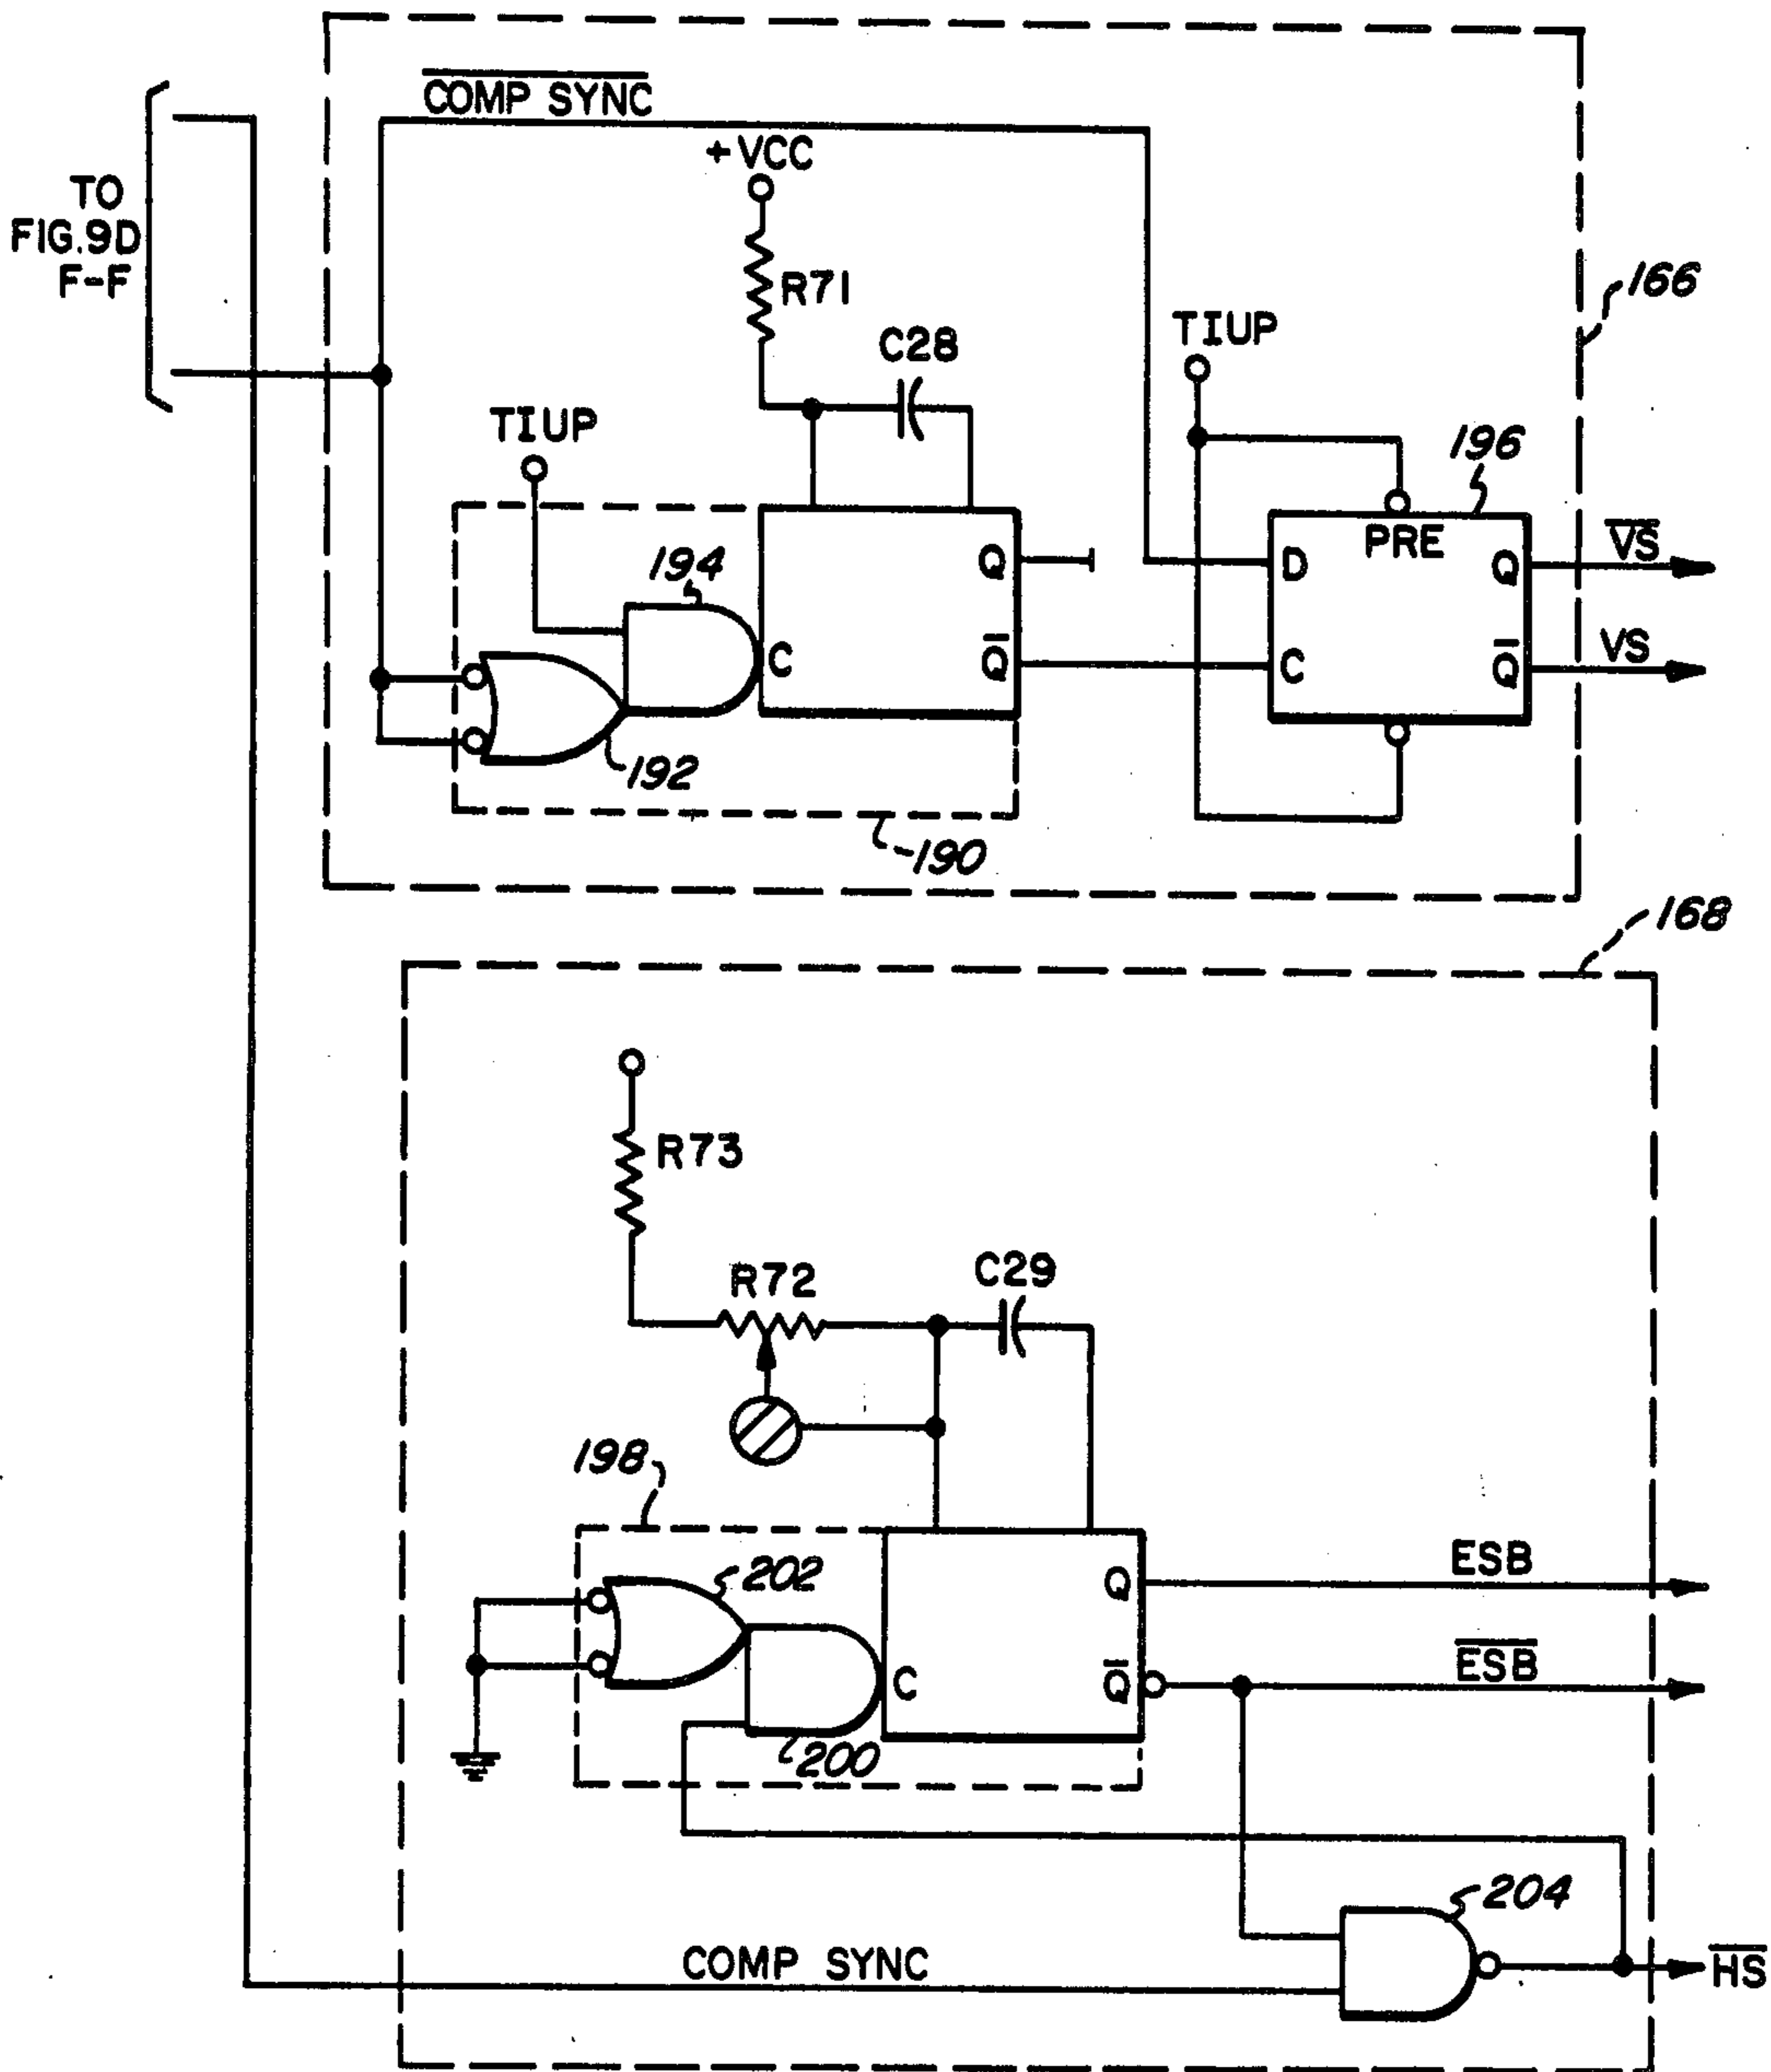 COMP SYNC
+VCC
TO
FIG.9D
F-F
R71
166
C28
TIUP
TIUP
196
PRE
194
Q
D
Q
VS
C
Q
C
Q
VS
192
190
168
R73
R72
C29
198
202
Q
ESB
C
Q
ESB
200
204
COMP SYNC
HS